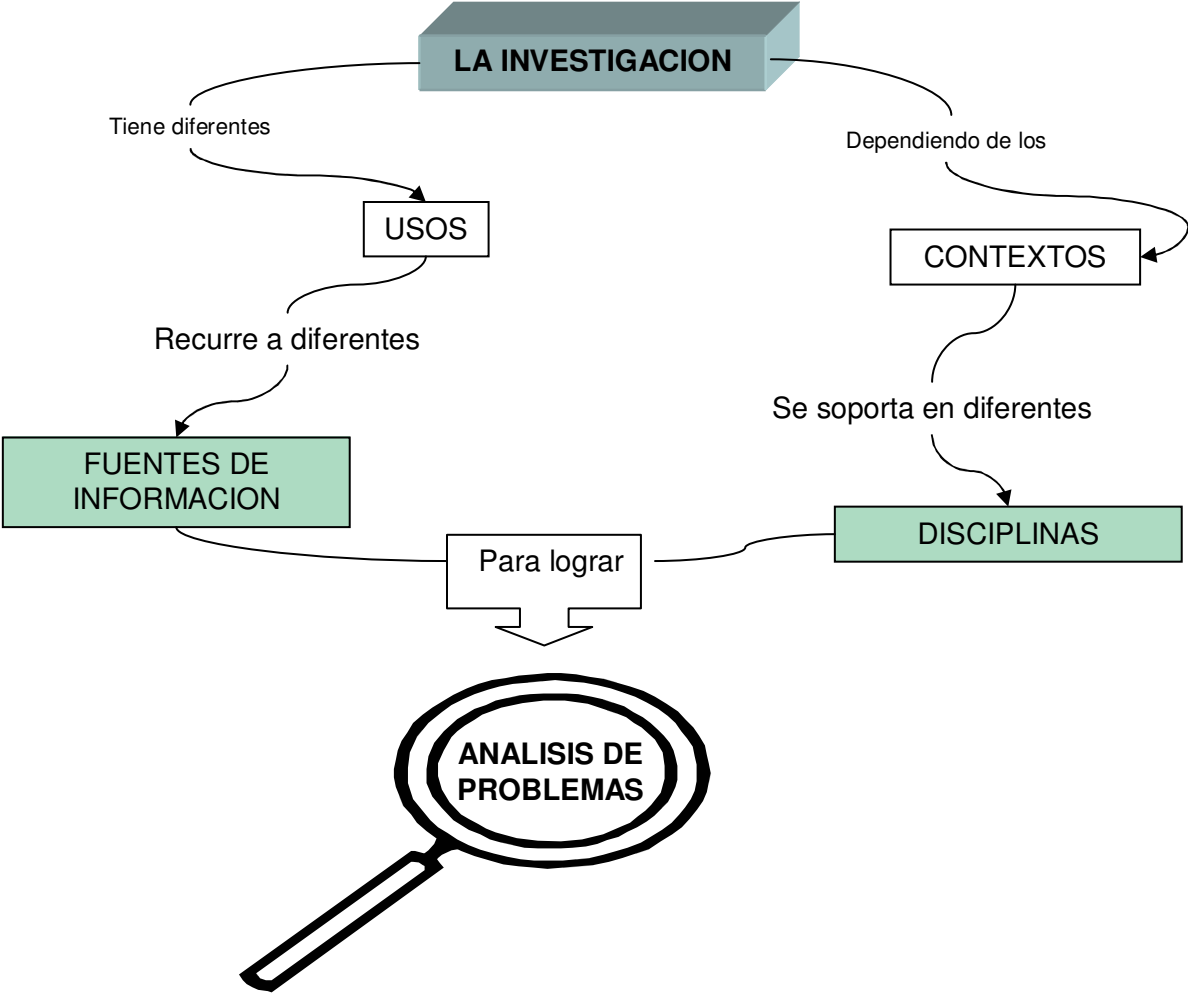 LA INVESTIGACION
Tiene diferentes
Dependiendo de los
USOS
CONTEXTOS
Recurre a diferentes
Se soporta en diferentes
FUENTES DE
INFORMACION
DISCIPLINAS
Para lograr
ANALISIS DE
PROBLEMAS